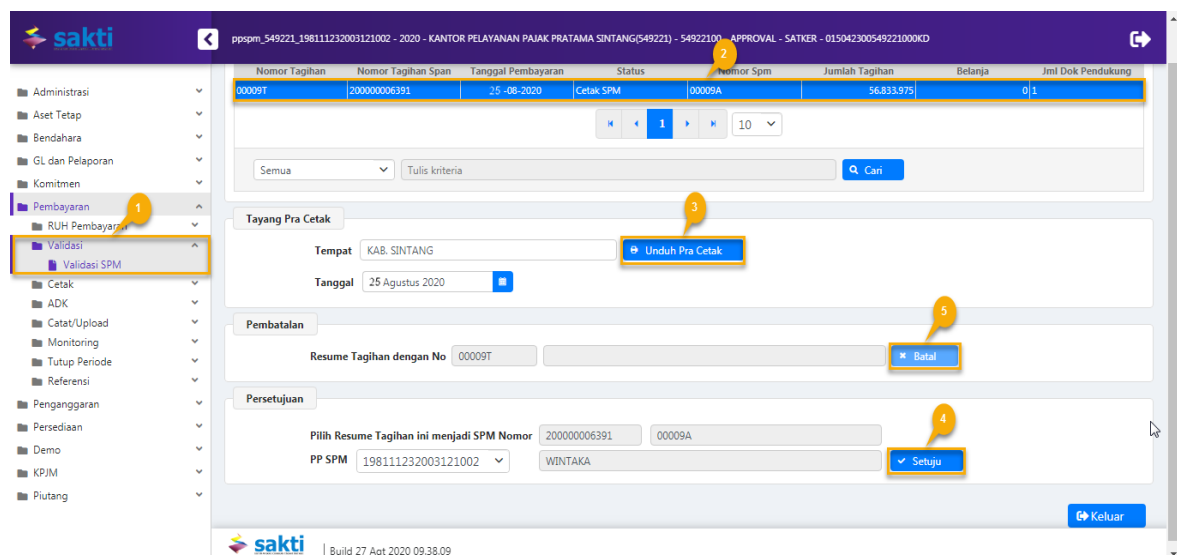 sakti
ppspm_549221_198111232003121002 - 2020 - KANTOR PELAYANAN PAJAK PRATAMA SINTANG(549221) - 54922100 - APPROVAL - SATKER - 015042300549221000KD
2
Nomor Tagihan Nomor Tagihan Span Tanggal Pembayaran Status Nomor Spm Jumlah Tagihan Belanja Jml Dok Pendukung
00009T 200000006391 25 -08-2020 Cetak SPM 00009A 56.833.975 0 1
1 10
Semua Tulis kriteria Cari
Administrasi
Aset Tetap
Bendahara
GL dan Pelaporan
Komitmen
Pembayaran
1
RUH Pembayaran
Validasi
Validasi SPM
Cetak
ADK
Catat/Upload
Monitoring
Tutup Periode
Referensi
Penganggaran
Persediaan
Demo
KPJM
Piutang
Tayang Pra Cetak
3
Tempat KAB. SINTANG Unduh Pra Cetak
Tanggal 25 Agustus 2020
Pembatalan
5
Resume Tagihan dengan No 00009T Batal
Persetujuan
4
Pilih Resume Tagihan ini menjadi SPM Nomor 200000006391 00009A
PP SPM 198111232003121002 WINTAKA Setuju
Keluar
sakti | Build 27 Agt 2020 09.38.09